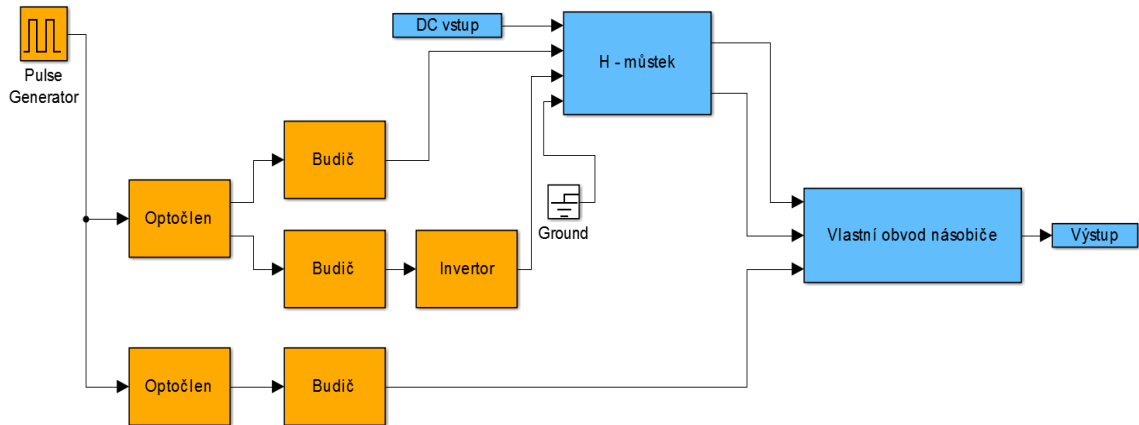 DC vstup
H - můstek
Pulse
Generator
Budič
Optočlen
Ground
Budič
Invertor
Vlastní obvod násobiče
Výstup
Optočlen
Budič